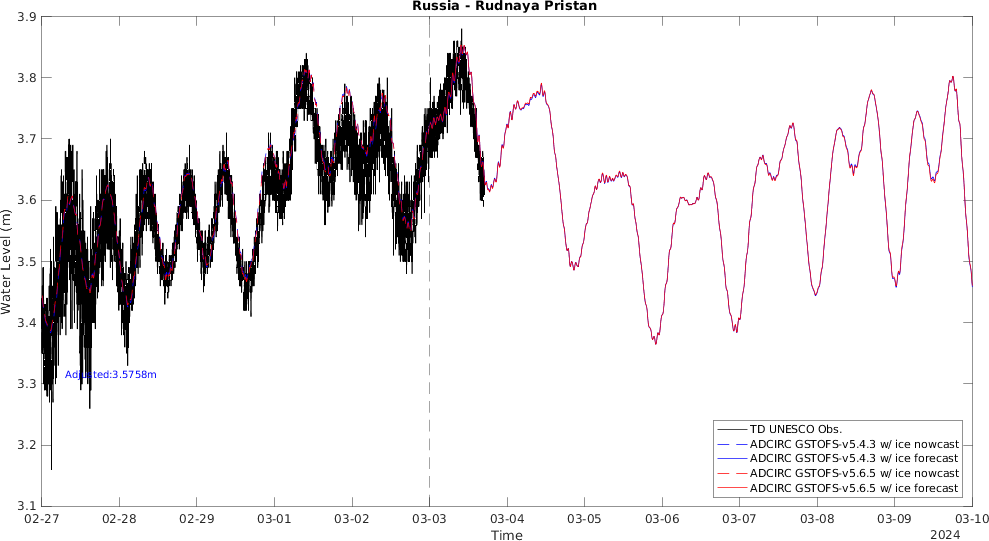 Russia - Rudnaya Pristan
3.9
3.8
3.7
3.6
3.5
3.4
3.3
3.2
3.1
Water Level (m)
Adjusted:3.5758m
TD UNESCO Obs.
ADCIRC GSTOFS-v5.4.3 w/ ice nowcast
ADCIRC GSTOFS-v5.4.3 w/ ice forecast
ADCIRC GSTOFS-v5.6.5 w/ ice nowcast
ADCIRC GSTOFS-v5.6.5 w/ ice forecast
02-27 02-28 02-29 03-01 03-02 03-03 03-04 03-05 03-06 03-07 03-08 03-09 03-10
Time
2024